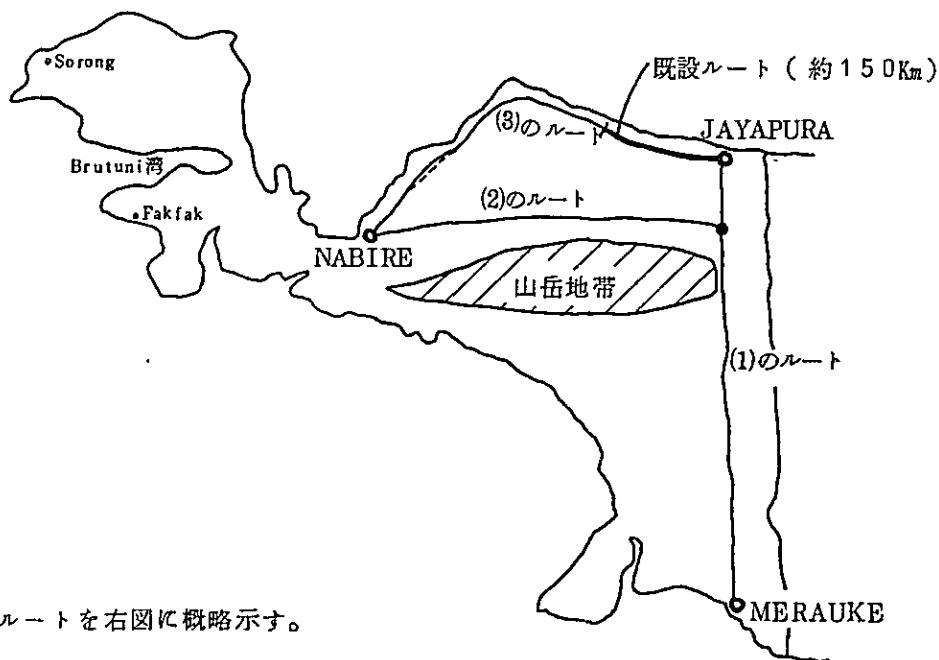 Sorong
既設ルート ( 約150Km)
(3)のルート
JAYAPURA
Brutuni湾
(2)のルート
Fakfak
NABIRE
山岳地帯
(1)のルート
MERAUKE
ルートを右図に概略示す。